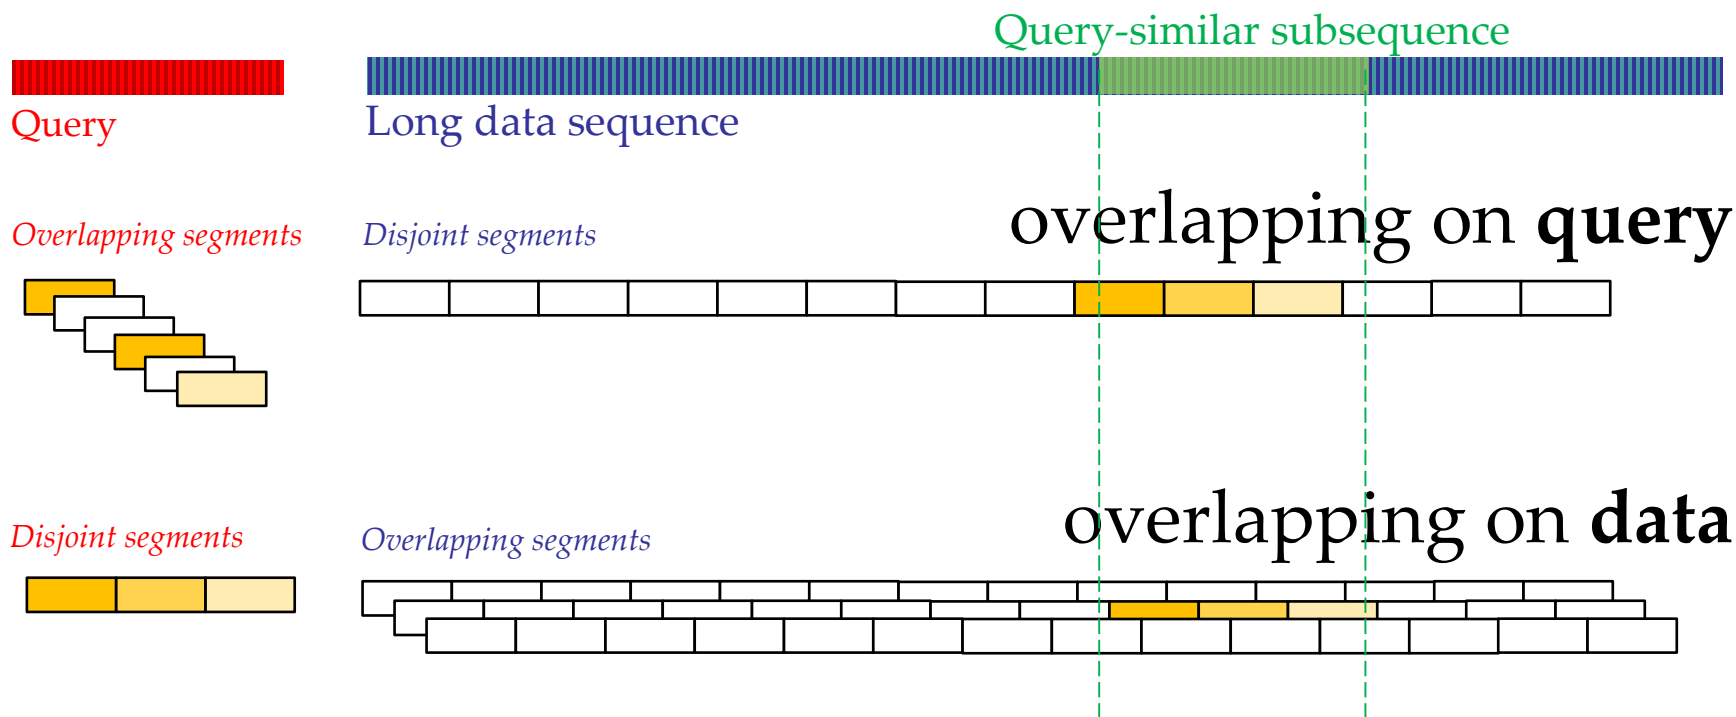 Query-similar subsequence
Query
Long data sequence
overlapping on query
Overlapping segments
Disjoint segments
overlapping on data
Disjoint segments
Overlapping segments